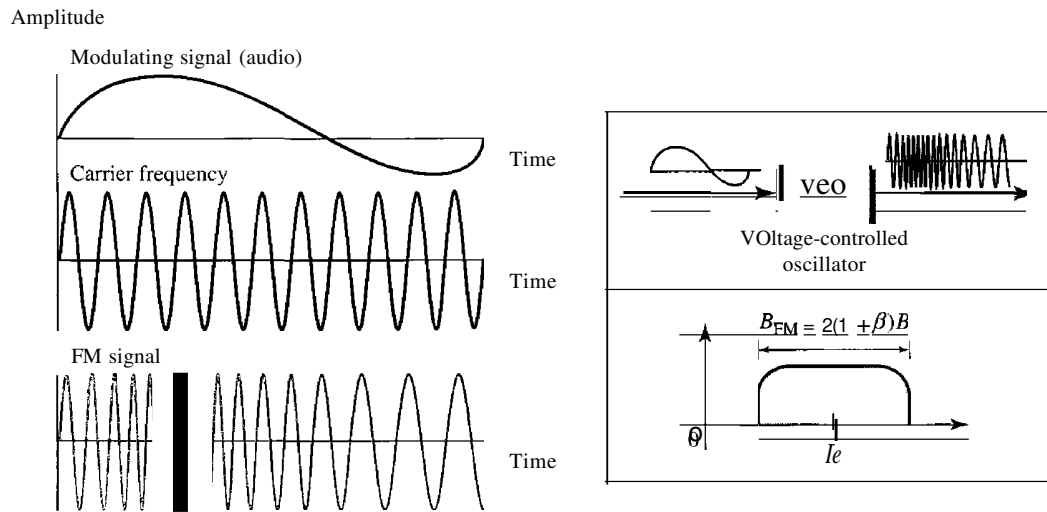 Amplitude
Modulating signal (audio)
Time
Carrier frequency
Time
FM signal
Time
veo
VOltage-controlled
oscillator
B_FM = 2(1 + β)B
0
Ie